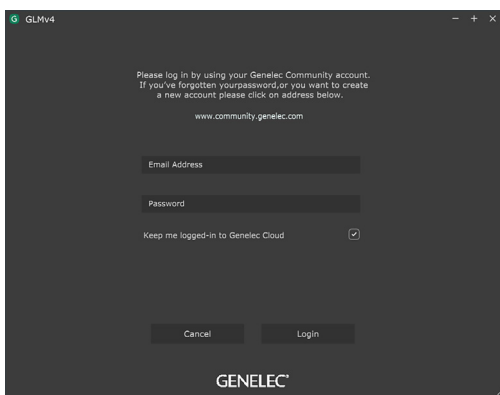 G GLMv4
Please log in by using your Genelec Community account.
If you've forgotten yourpassword,or you want to create
a new account please click on address below.
www.community.genelec.com
Email Address
Password
Keep me logged-in to Genelec Cloud
Cancel Login
GENELEC®